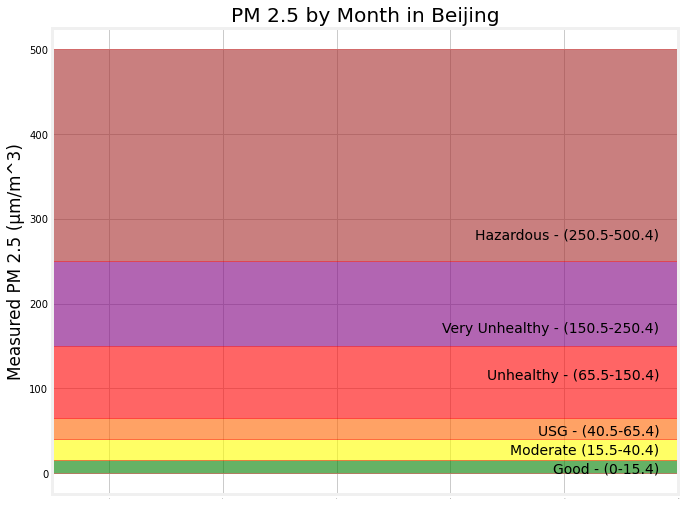 PM 2.5 by Month in Beijing
Measured PM 2.5 (μm/m^3)
500
400
300
Hazardous - (250.5-500.4)
200
Very Unhealthy - (150.5-250.4)
Unhealthy - (65.5-150.4)
100
USG - (40.5-65.4)
Moderate (15.5-40.4)
Good - (0-15.4)
0